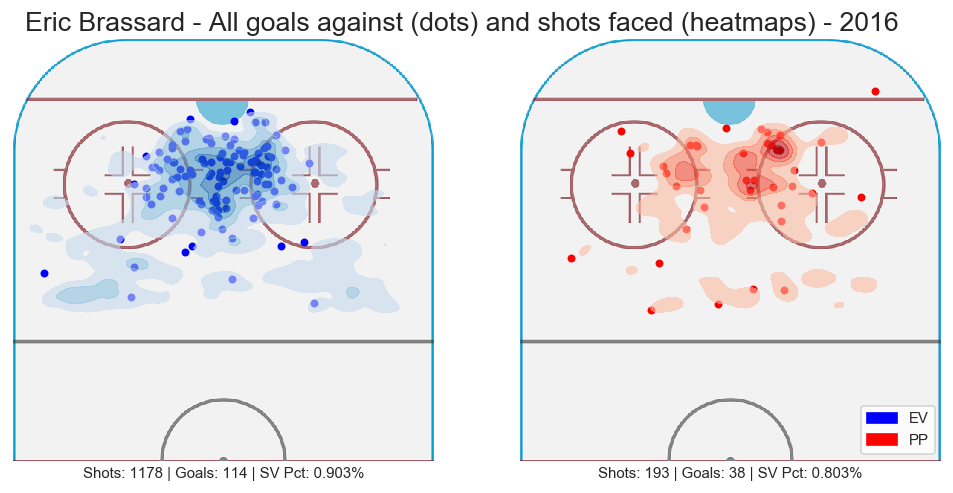 Eric Brassard - All goals against (dots) and shots faced (heatmaps) - 2016
EV
PP
Shots: 1178 | Goals: 114 | SV Pct: 0.903%
Shots: 193 | Goals: 38 | SV Pct: 0.803%